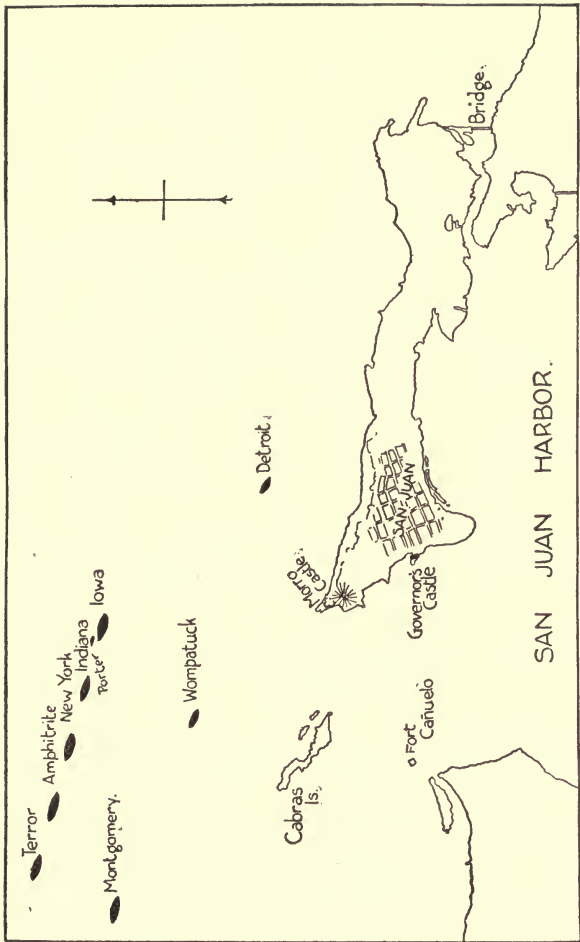 Terror
Amphitrite
New York
Indiana
Porter
Iowa
Montgomery.
Wompatuck
Detroit.
Morro
Castle.
Cabras
Is.
SAN-JUAN
Governor's
Castle
Fort
Cañuelo
Bridge.
SAN JUAN HARBOR.